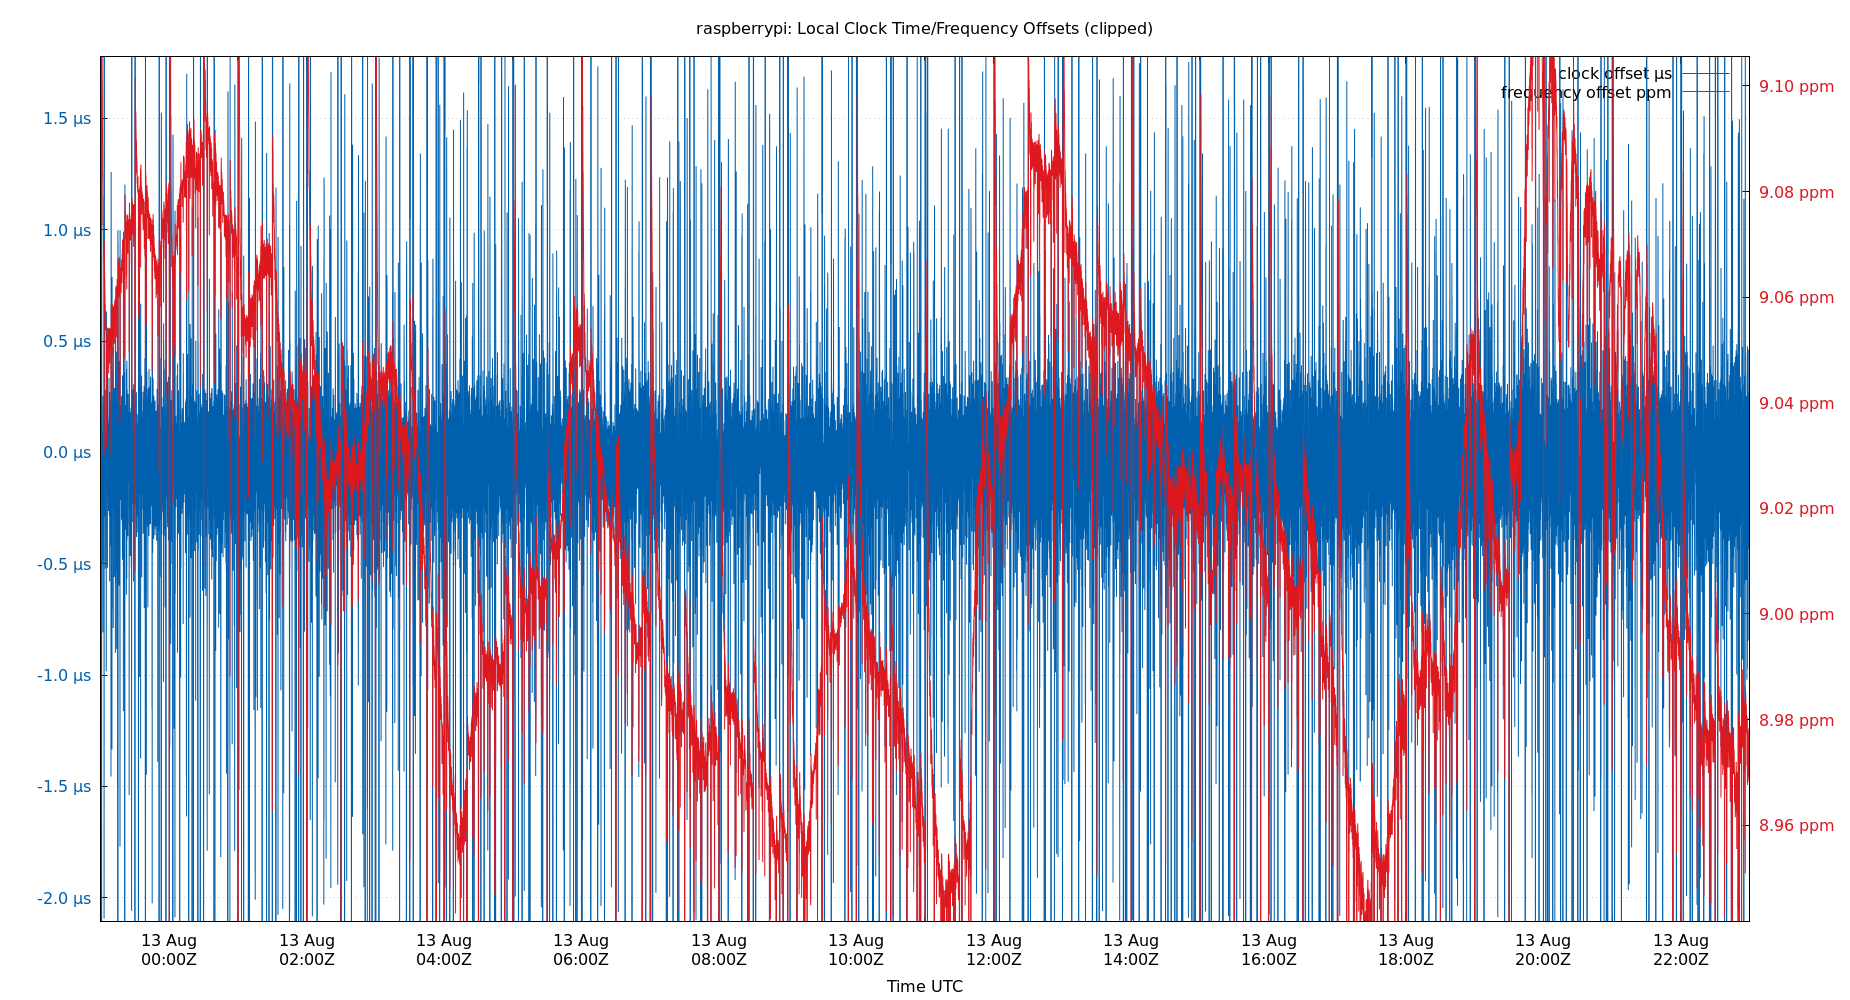 raspberrypi: Local Clock Time/Frequency Offsets (clipped)
clock offset µs
frequency offset ppm
1.5 µs
1.0 µs
0.5 µs
0.0 µs
-0.5 µs
-1.0 µs
-1.5 µs
-2.0 µs
9.10 ppm
9.08 ppm
9.06 ppm
9.04 ppm
9.02 ppm
9.00 ppm
8.98 ppm
8.96 ppm
13 Aug 13 Aug 13 Aug 13 Aug 13 Aug 13 Aug 13 Aug 13 Aug 13 Aug 13 Aug 13 Aug 13 Aug
00:00Z 02:00Z 04:00Z 06:00Z 08:00Z 10:00Z 12:00Z 14:00Z 16:00Z 18:00Z 20:00Z 22:00Z
Time UTC